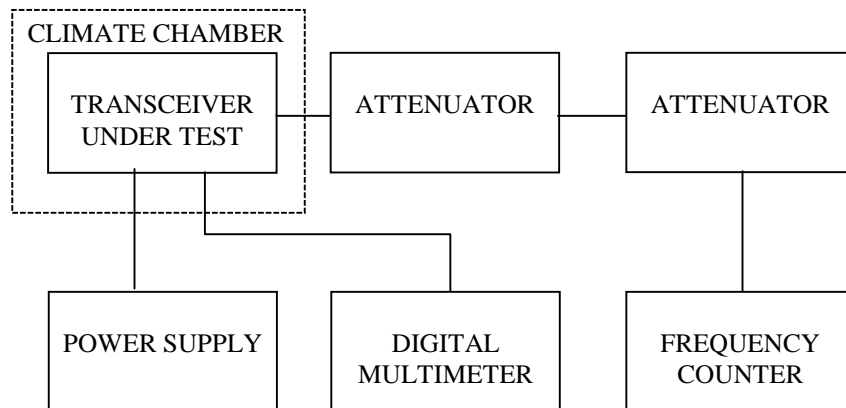 CLIMATE CHAMBER
TRANSCEIVER
UNDER TEST
ATTENUATOR
ATTENUATOR
POWER SUPPLY
DIGITAL
MULTIMETER
FREQUENCY
COUNTER